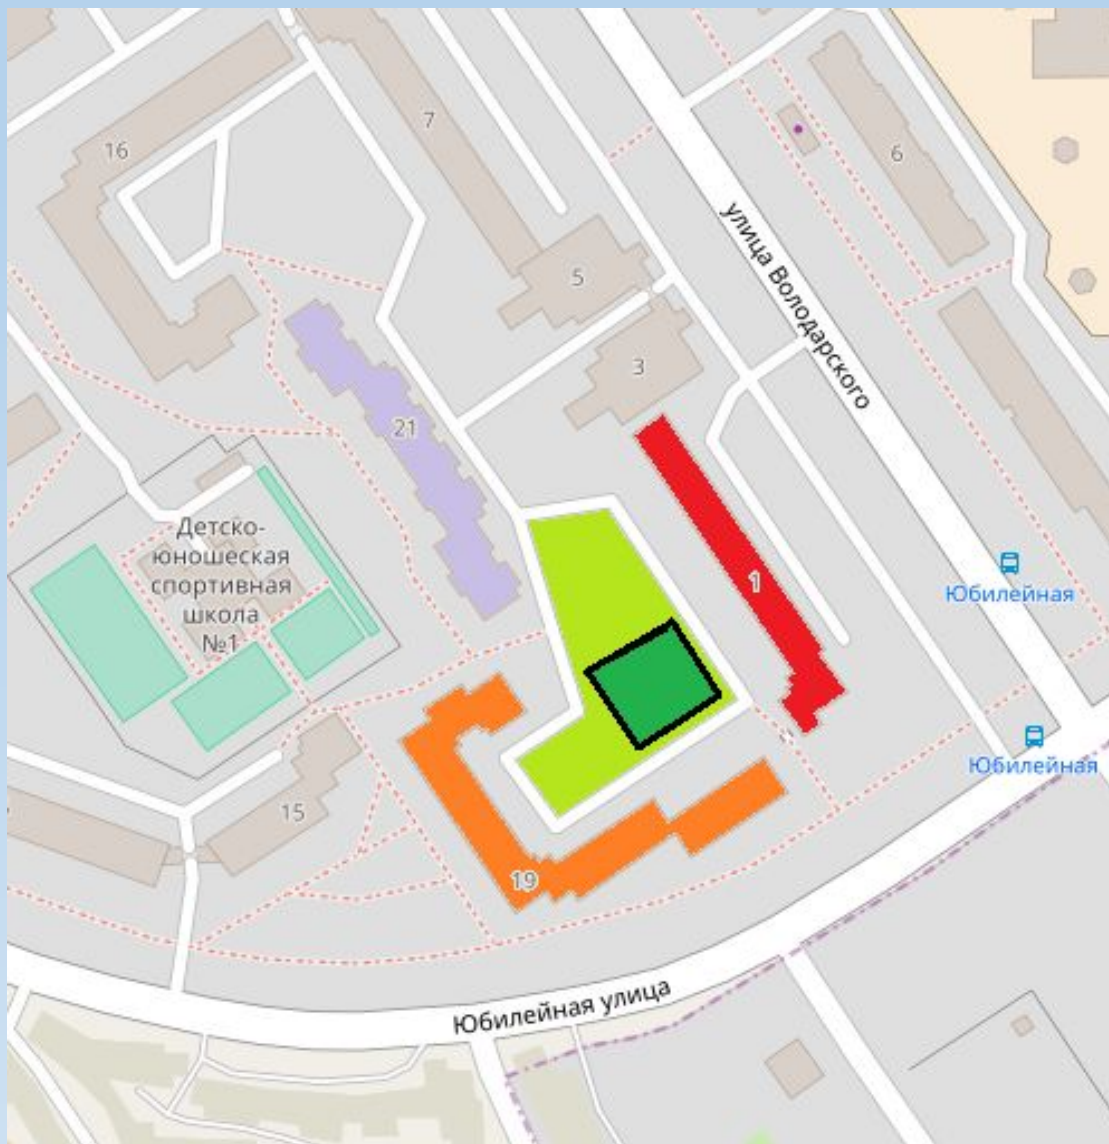 7
16
6
улица Володарского
5
3
21
Детско-
юношеская
спортивная
школа
№1
1
Юбилейная
Юбилейная
15
19
Юбилейная улица